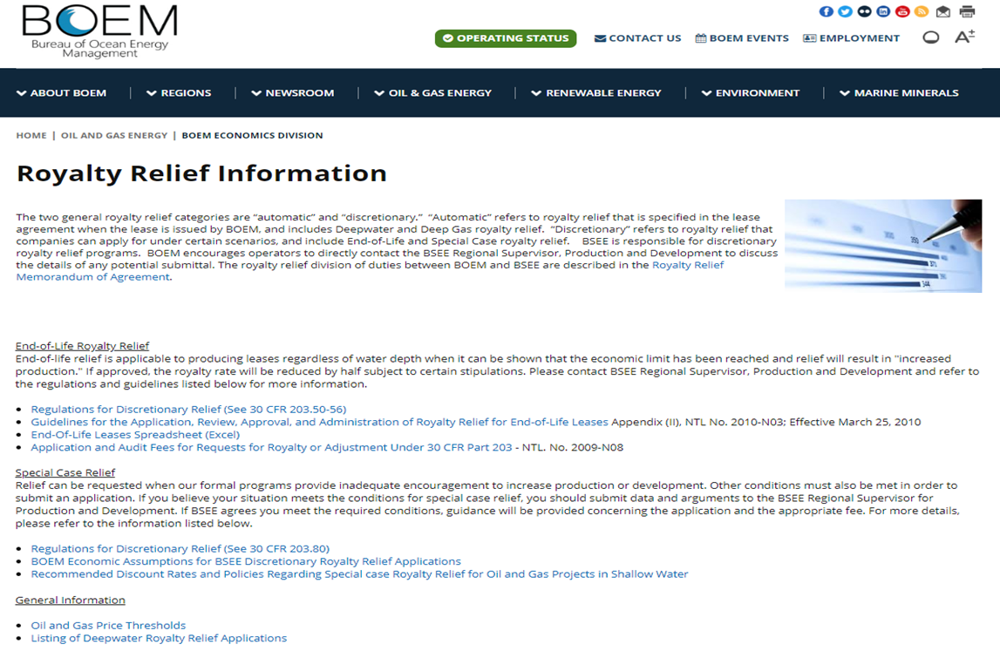 BOEM
Bureau of Ocean Energy
Management
OPERATING STATUS
CONTACT US
BOEM EVENTS
EMPLOYMENT
A±
ABOUT BOEM | REGIONS | NEWSROOM | OIL & GAS ENERGY | RENEWABLE ENERGY | ENVIRONMENT | MARINE MINERALS
HOME | OIL AND GAS ENERGY | BOEM ECONOMICS DIVISION
Royalty Relief Information
The two general royalty relief categories are “automatic” and “discretionary.” “Automatic” refers to royalty relief that is specified in the lease
agreement when the lease is issued by BOEM, and includes Deepwater and Deep Gas royalty relief. “Discretionary” refers to royalty relief that
companies can apply for under certain scenarios, and include End-of-Life and Special Case royalty relief. BSEE is responsible for discretionary
royalty relief programs. BOEM encourages operators to directly contact the BSEE Regional Supervisor, Production and Development to discuss
the details of any potential submittal. The royalty relief division of duties between BOEM and BSEE are described in the Royalty Relief
Memorandum of Agreement.
End-of-Life Royalty Relief
End-of-life relief is applicable to producing leases regardless of water depth when it can be shown that the economic limit has been reached and relief will result in "increased
production." If approved, the royalty rate will be reduced by half subject to certain stipulations. Please contact BSEE Regional Supervisor, Production and Development and refer to
the regulations and guidelines listed below for more information.
• Regulations for Discretionary Relief (See 30 CFR 203.50-56)
• Guidelines for the Application, Review, Approval, and Administration of Royalty Relief for End-of-Life Leases Appendix (II), NTL No. 2010-N03; Effective March 25, 2010
• End-Of-Life Leases Spreadsheet (Excel)
• Application and Audit Fees for Requests for Royalty or Adjustment Under 30 CFR Part 203 - NTL. No. 2009-N08
Special Case Relief
Relief can be requested when our formal programs provide inadequate encouragement to increase production or development. Other conditions must also be met in order to
submit an application. If you believe your situation meets the conditions for special case relief, you should submit data and arguments to the BSEE Regional Supervisor for
Production and Development. If BSEE agrees you meet the required conditions, guidance will be provided concerning the application and the appropriate fee. For more details,
please refer to the information listed below.
• Regulations for Discretionary Relief (See 30 CFR 203.80)
• BOEM Economic Assumptions for BSEE Discretionary Royalty Relief Applications
• Recommended Discount Rates and Policies Regarding Special case Royalty Relief for Oil and Gas Projects in Shallow Water
General Information
• Oil and Gas Price Thresholds
• Listing of Deepwater Royalty Relief Applications